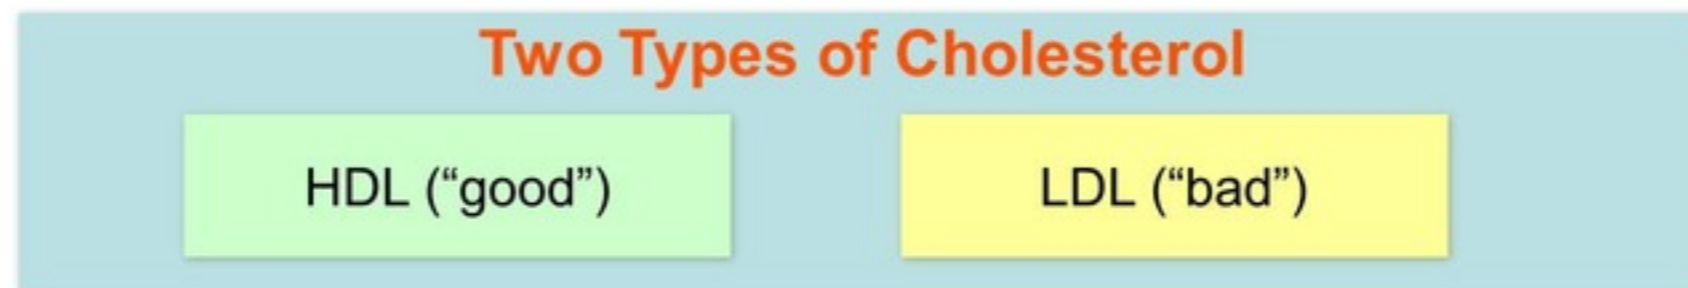 Two Types of Cholesterol
HDL (“good”)
LDL (“bad”)